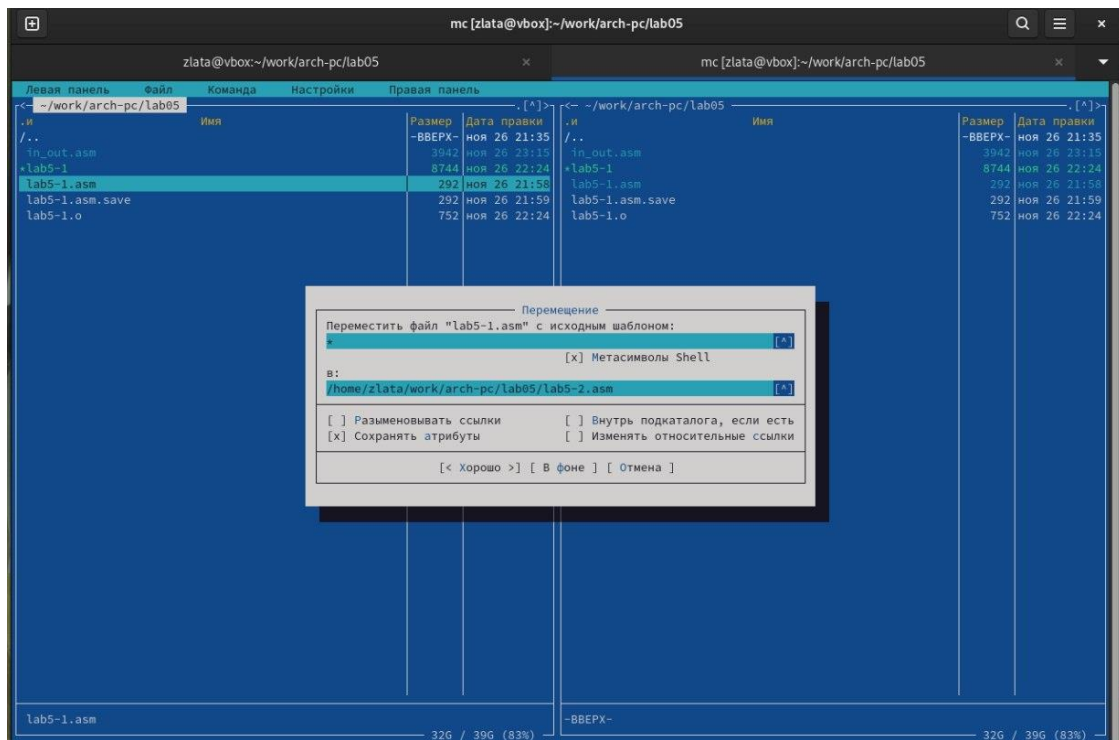 mc [zlata@vbox]:~/work/arch-pc/lab05
zlata@vbox:~/work/arch-pc/lab05 × mc [zlata@vbox]:~/work/arch-pc/lab05 ×
Левая панель Файл Команда Настройки Правая панель
<— ~/work/arch-pc/lab05 .[^]> <— ~/work/arch-pc/lab05 .[^]>
.и Имя Размер Дата правки .и Имя Размер Дата правки
/.. -ВВЕРХ- ноя 26 21:35 /.. -ВВЕРХ- ноя 26 21:35
in_out.asm 3942 ноя 26 23:15 in_out.asm 3942 ноя 26 23:15
*lab5-1 8744 ноя 26 22:24 *lab5-1 8744 ноя 26 22:24
lab5-1.asm 292 ноя 26 21:58 lab5-1.asm 292 ноя 26 21:58
lab5-1.asm.save 292 ноя 26 21:59 lab5-1.asm.save 292 ноя 26 21:59
lab5-1.o 752 ноя 26 22:24 lab5-1.o 752 ноя 26 22:24
Перемещение
Переместить файл "lab5-1.asm" с исходным шаблоном:
* [^]
[x] Метасимволы Shell
в:
/home/zlata/work/arch-pc/lab05/lab5-2.asm [^]
[ ] Разыменовывать ссылки [ ] Внутрь подкаталога, если есть
[x] Сохранять атрибуты [ ] Изменять относительные ссылки
[< Хорошо >] [ В фоне ] [ Отмена ]
lab5-1.asm -ВВЕРХ-
32G / 39G (83%) 32G / 39G (83%)